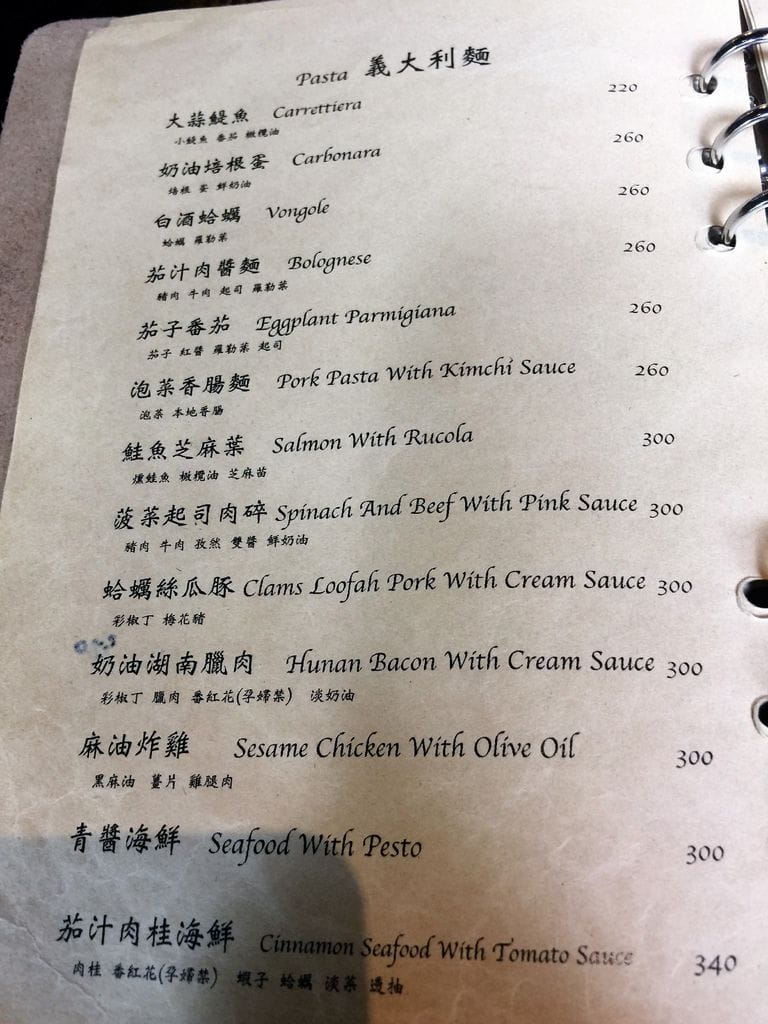 Pasta 義大利麵
大蒜鯷魚 Carrettiera 220
小鯷魚 番茄 橄欖油
奶油培根蛋 Carbonara 260
培根 蛋 鮮奶油
白酒蛤蠣 Vongole 260
蛤蠣 羅勒葉
茄汁肉醬麵 Bolognese 260
豬肉 牛肉 起司 羅勒葉
茄子番茄 Eggplant Parmigiana 260
茄子 紅醬 羅勒葉 起司
泡菜香腸麵 Pork Pasta With Kimchi Sauce 260
泡菜 本地香腸
鮭魚芝麻葉 Salmon With Rucola 300
燻鮭魚 橄欖油 芝麻苗
菠菜起司肉碎 Spinach And Beef With Pink Sauce 300
豬肉 牛肉 孜然 雙醬 鮮奶油
蛤蠣絲瓜豚 Clams Loofah Pork With Cream Sauce 300
彩椒丁 梅花豬
奶油湖南臘肉 Hunan Bacon With Cream Sauce 300
彩椒丁 臘肉 番紅花(孕婦禁) 淡奶油
麻油炸雞 Sesame Chicken With Olive Oil 300
黑麻油 薑片 雞腿肉
青醬海鮮 Seafood With Pesto 300
茄汁肉桂海鮮 Cinnamon Seafood With Tomato Sauce 340
肉桂 番紅花(孕婦禁) 蝦子 蛤蠣 淡菜 透抽